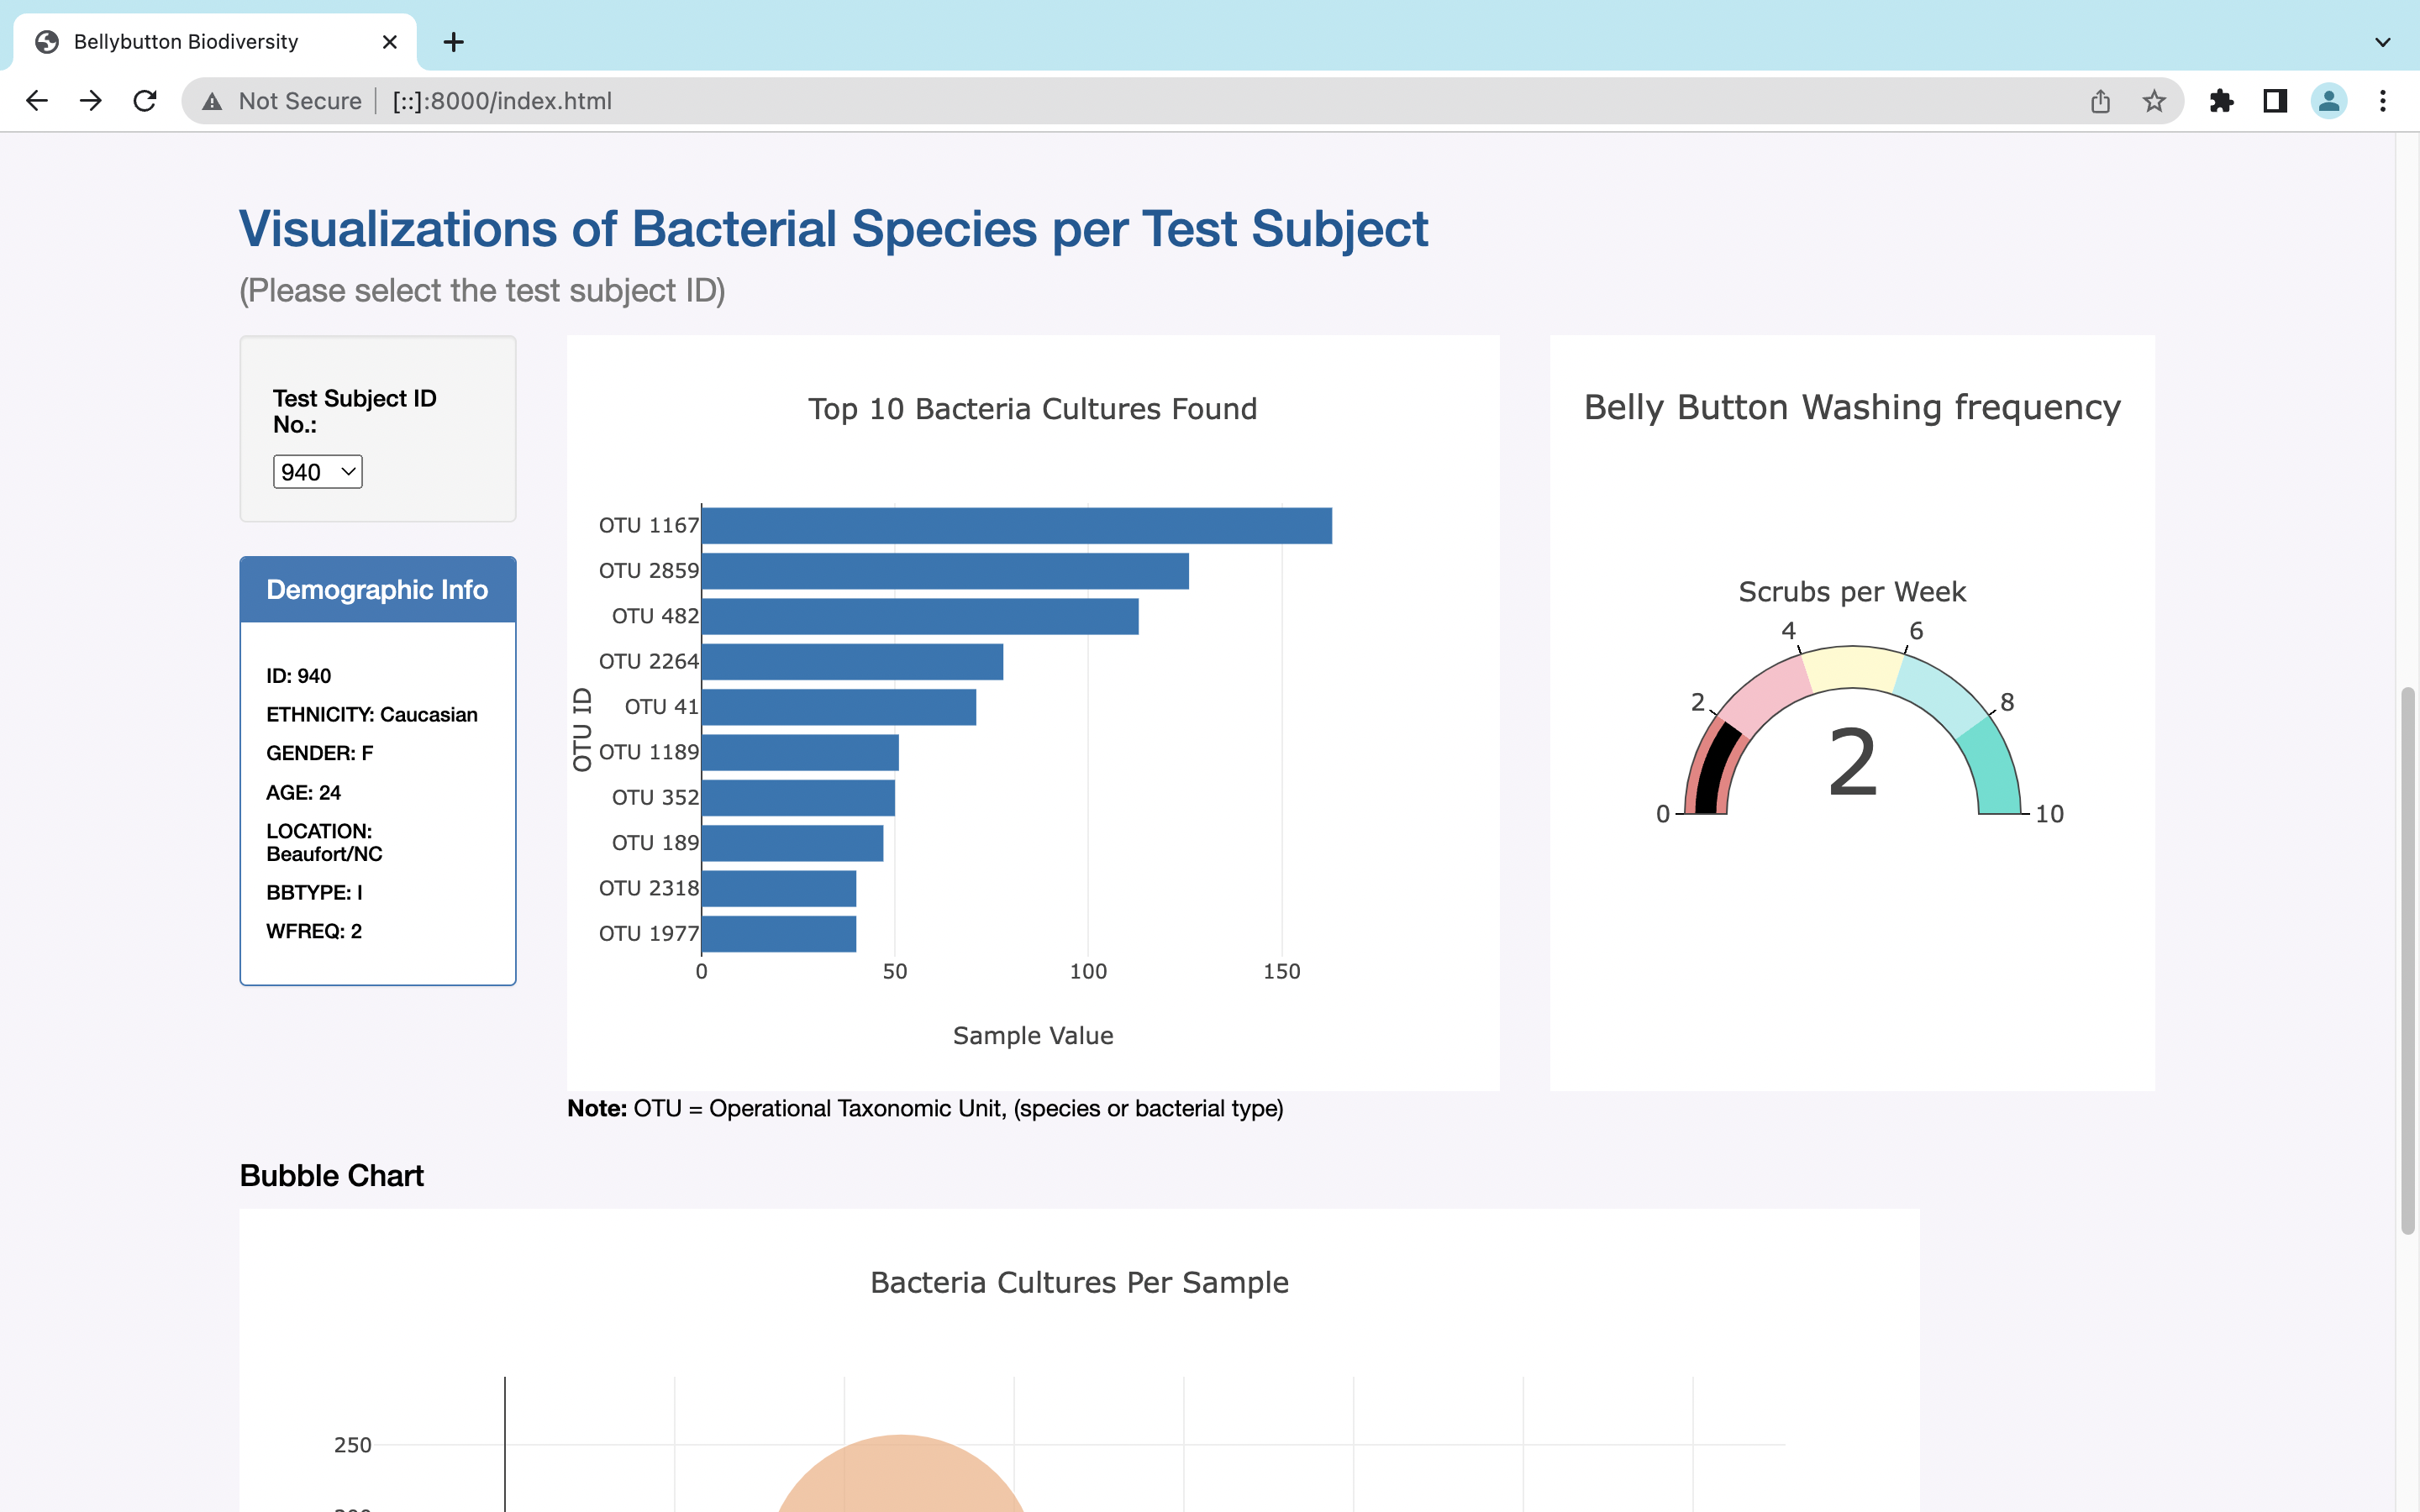 Bellybutton Biodiversity
Not Secure
[::]:8000/index.html
Visualizations of Bacterial Species per Test Subject
(Please select the test subject ID)
Test Subject ID
No.:
940
Demographic Info
ID: 940
ETHNICITY: Caucasian
GENDER: F
AGE: 24
LOCATION:
Beaufort/NC
BBTYPE: I
WFREQ: 2
Top 10 Bacteria Cultures Found
OTU ID
OTU 1167
OTU 2859
OTU 482
OTU 2264
OTU 41
OTU 1189
OTU 352
OTU 189
OTU 2318
OTU 1977
0 50 100 150
Sample Value
Note: OTU = Operational Taxonomic Unit, (species or bacterial type)
Belly Button Washing frequency
Scrubs per Week
0 2 4 6 8 10
2
Bubble Chart
Bacteria Cultures Per Sample
250